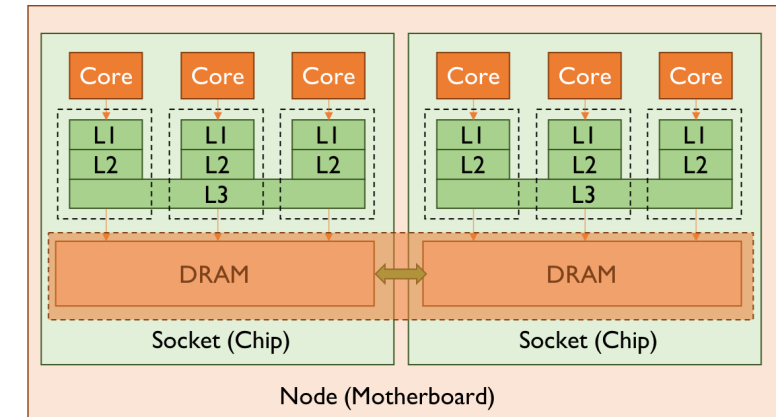 Core Core Core Core Core Core
L1 L1 L1 L1 L1 L1
L2 L2 L2 L2 L2 L2
L3 L3
DRAM DRAM
Socket (Chip) Socket (Chip)
Node (Motherboard)